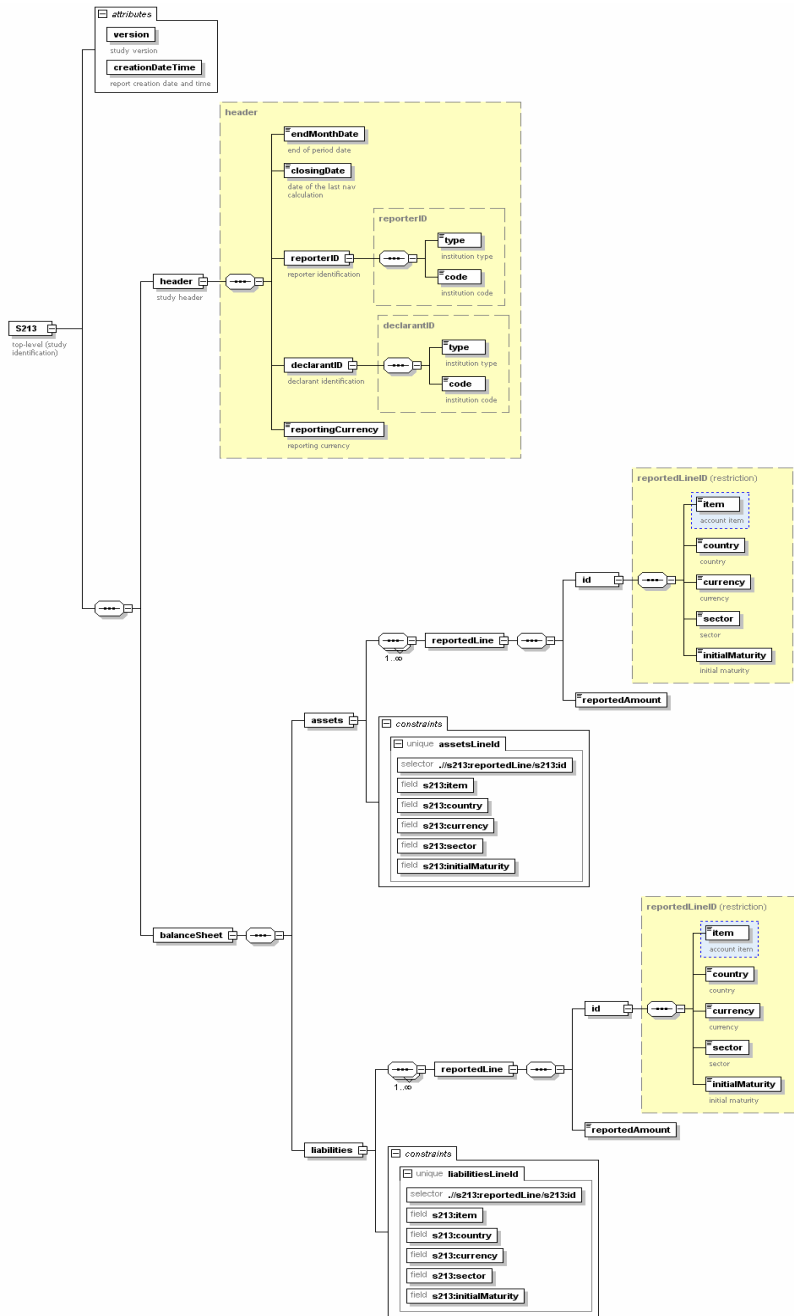 attributes
version
study version
creationDateTime
report creation date and time
header
endMonthDate
end of period date
closingDate
date of the last nav
calculation
reporterID
reporterID
reporter identification
type
institution type
code
institution code
header
study header
S213
top-level (study
identification)
declarantID
declarantID
declarant identification
type
institution type
code
institution code
reportingCurrency
reporting currency
reportedLineID (restriction)
item
account item
country
country
id
currency
currency
sector
sector
initialMaturity
initial maturity
reportedLine
1..∞
reportedAmount
assets
constraints
unique assetsLineId
selector .//s213:reportedLine/s213:id
field s213:item
field s213:country
field s213:currency
field s213:sector
field s213:initialMaturity
balanceSheet
reportedLineID (restriction)
item
account item
country
country
id
currency
currency
sector
sector
initialMaturity
initial maturity
reportedLine
1..∞
reportedAmount
liabilities
constraints
unique liabilitiesLineId
selector .//s213:reportedLine/s213:id
field s213:item
field s213:country
field s213:currency
field s213:sector
field s213:initialMaturity